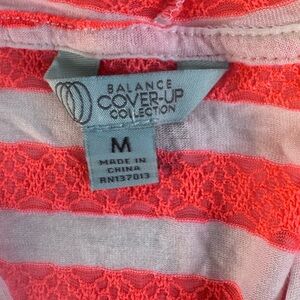 BALANCE
COVER-UP
COLLECTION
M
MADE IN
CHINA
RN137013